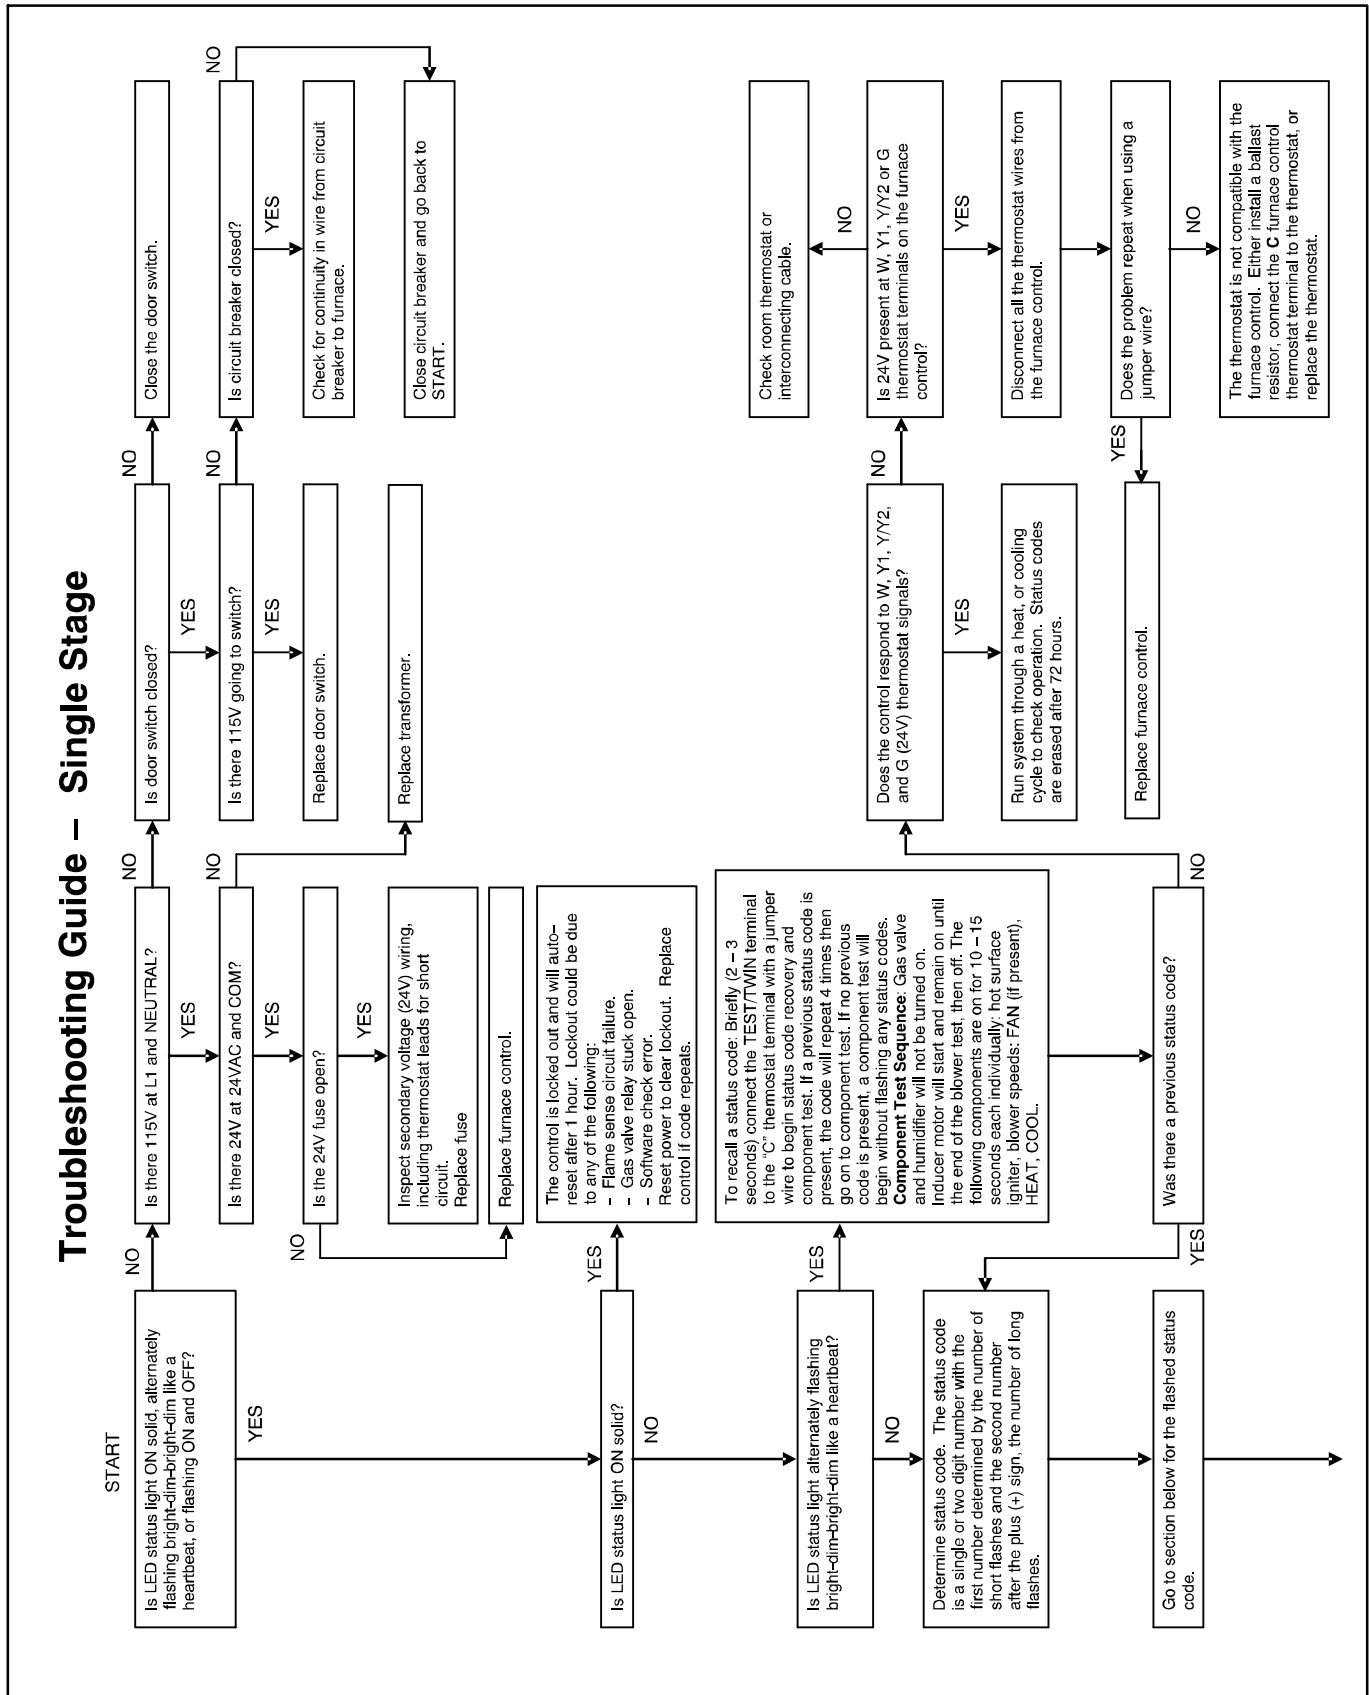 Troubleshooting Guide – Single Stage
START
Is LED status light ON solid, alternately
flashing bright–dim–bright–dim like a
heartbeat, or flashing ON and OFF?
NO
YES
Is there 115V at L1 and NEUTRAL?
NO
YES
Is door switch closed?
NO
YES
Close the door switch.
Is there 24V at 24VAC and COM?
NO
YES
Is there 115V going to switch?
NO
YES
Is circuit breaker closed?
NO
YES
Is the 24V fuse open?
NO
YES
Replace door switch.
Check for continuity in wire from circuit
breaker to furnace.
Inspect secondary voltage (24V) wiring,
including thermostat leads for short
circuit.
Replace fuse
Replace transformer.
Close circuit breaker and go back to
START.
Replace furnace control.
Is LED status light ON solid?
YES
NO
The control is locked out and will auto–
reset after 1 hour. Lockout could be due
to any of the following:
– Flame sense circuit failure.
– Gas valve relay stuck open.
– Software check error.
Reset power to clear lockout. Replace
control if code repeats.
Is LED status light alternately flashing
bright–dim–bright–dim like a heartbeat?
YES
NO
To recall a status code: Briefly (2 – 3
seconds) connect the TEST/TWIN terminal
to the “C” thermostat terminal with a jumper
wire to begin status code recovery and
component test. If a previous status code is
present, the code will repeat 4 times then
go on to component test. If no previous
code is present, a component test will
begin without flashing any status codes.
Component Test Sequence: Gas valve
and humidifier will not be turned on.
Inducer motor will start and remain on until
the end of the blower test, then off. The
following components are on for 10 – 15
seconds each individually: hot surface
igniter, blower speeds: FAN (if present),
HEAT, COOL.
Determine status code. The status code
is a single or two digit number with the
first number determined by the number of
short flashes and the second number
after the plus (+) sign, the number of long
flashes.
Was there a previous status code?
YES
NO
Go to section below for the flashed status
code.
Does the control respond to W, Y1, Y/Y2,
and G (24V) thermostat signals?
NO
YES
Run system through a heat, or cooling
cycle to check operation. Status codes
are erased after 72 hours.
Check room thermostat or
interconnecting cable.
NO
Is 24V present at W, Y1, Y/Y2 or G
thermostat terminals on the furnace
control?
YES
Disconnect all the thermostat wires from
the furnace control.
Does the problem repeat when using a
jumper wire?
YES
NO
Replace furnace control.
The thermostat is not compatible with the
furnace control. Either install a ballast
resistor, connect the C furnace control
thermostat terminal to the thermostat, or
replace the thermostat.